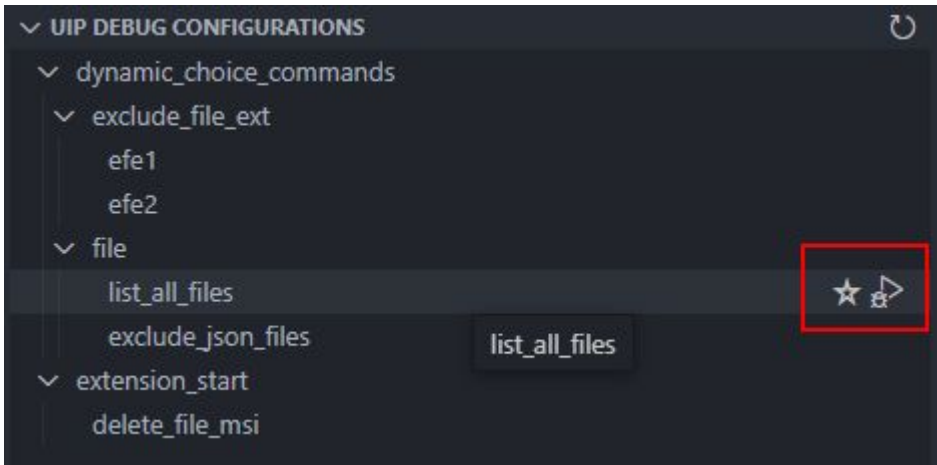 UIP DEBUG CONFIGURATIONS
dynamic_choice_commands
exclude_file_ext
efe1
efe2
file
list_all_files
exclude_json_files
list_all_files
extension_start
delete_file_msi